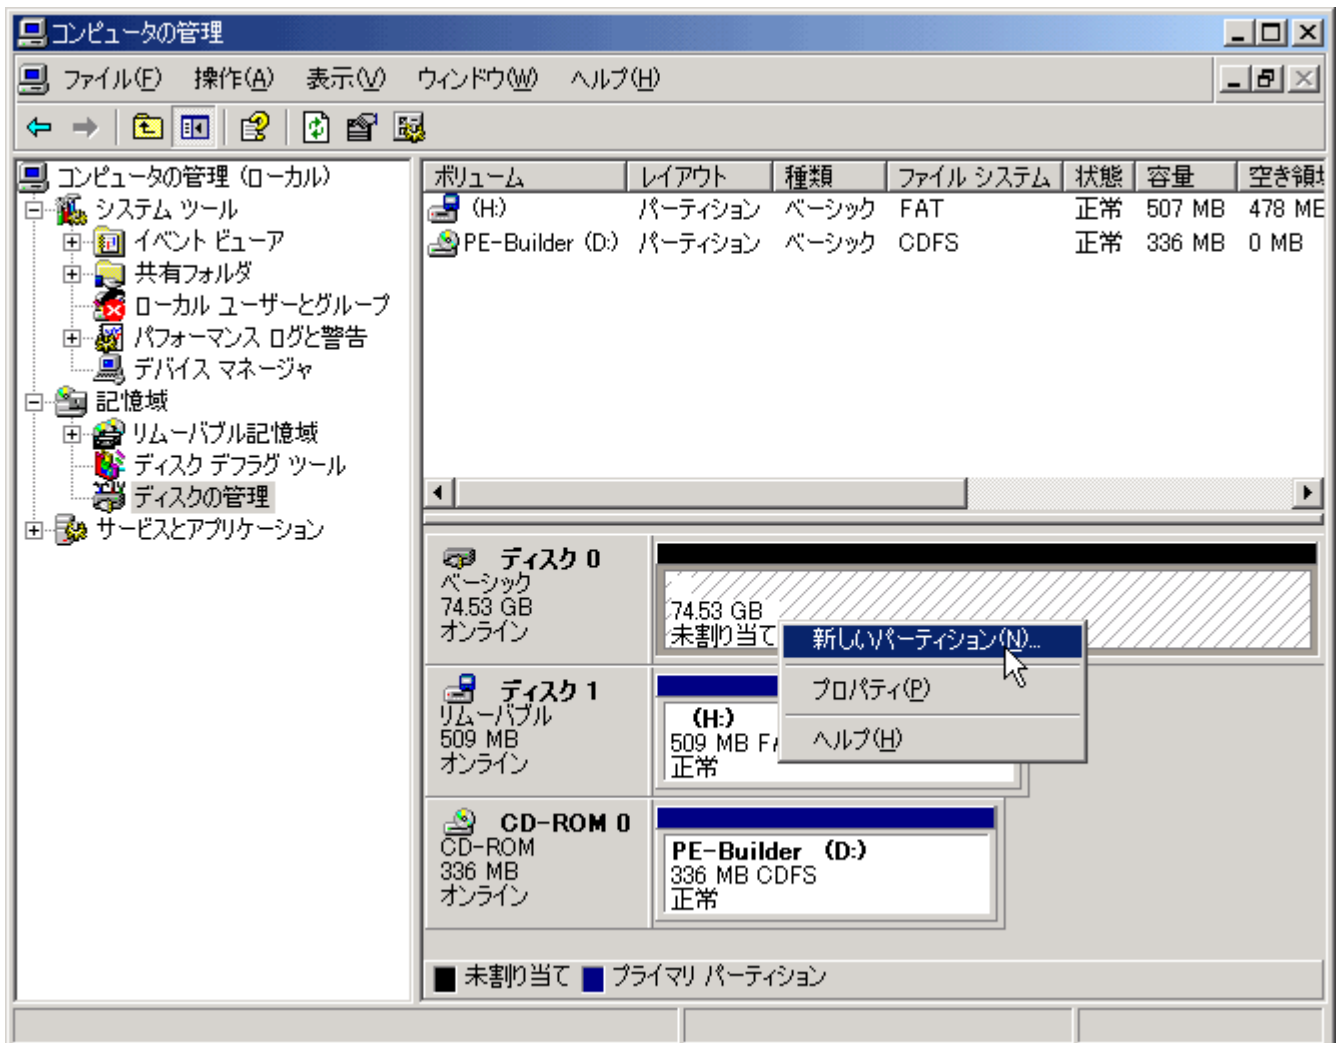 コンピュータの管理
ファイル(F) 操作(A) 表示(V) ウィンドウ(W) ヘルプ(H)
コンピュータの管理 (ローカル)
システム ツール
イベント ビューア
共有フォルダ
ローカル ユーザーとグループ
パフォーマンス ログと警告
デバイス マネージャ
記憶域
リムーバブル記憶域
ディスク デフラグ ツール
ディスクの管理
サービスとアプリケーション
ボリューム レイアウト 種類 ファイル システム 状態 容量 空き領
(H:) パーティション ベーシック FAT 正常 507 MB 478 ME
PE-Builder (D:) パーティション ベーシック CDFS 正常 336 MB 0 MB
ディスク 0
ベーシック
74.53 GB
オンライン
74.53 GB
未割り当て
新しいパーティション(N)...
プロパティ(P)
ヘルプ(H)
ディスク 1
リムーバブル
509 MB
オンライン
(H:)
509 MB FA
正常
CD-ROM 0
CD-ROM
336 MB
オンライン
PE-Builder (D:)
336 MB CDFS
正常
未割り当て プライマリ パーティション